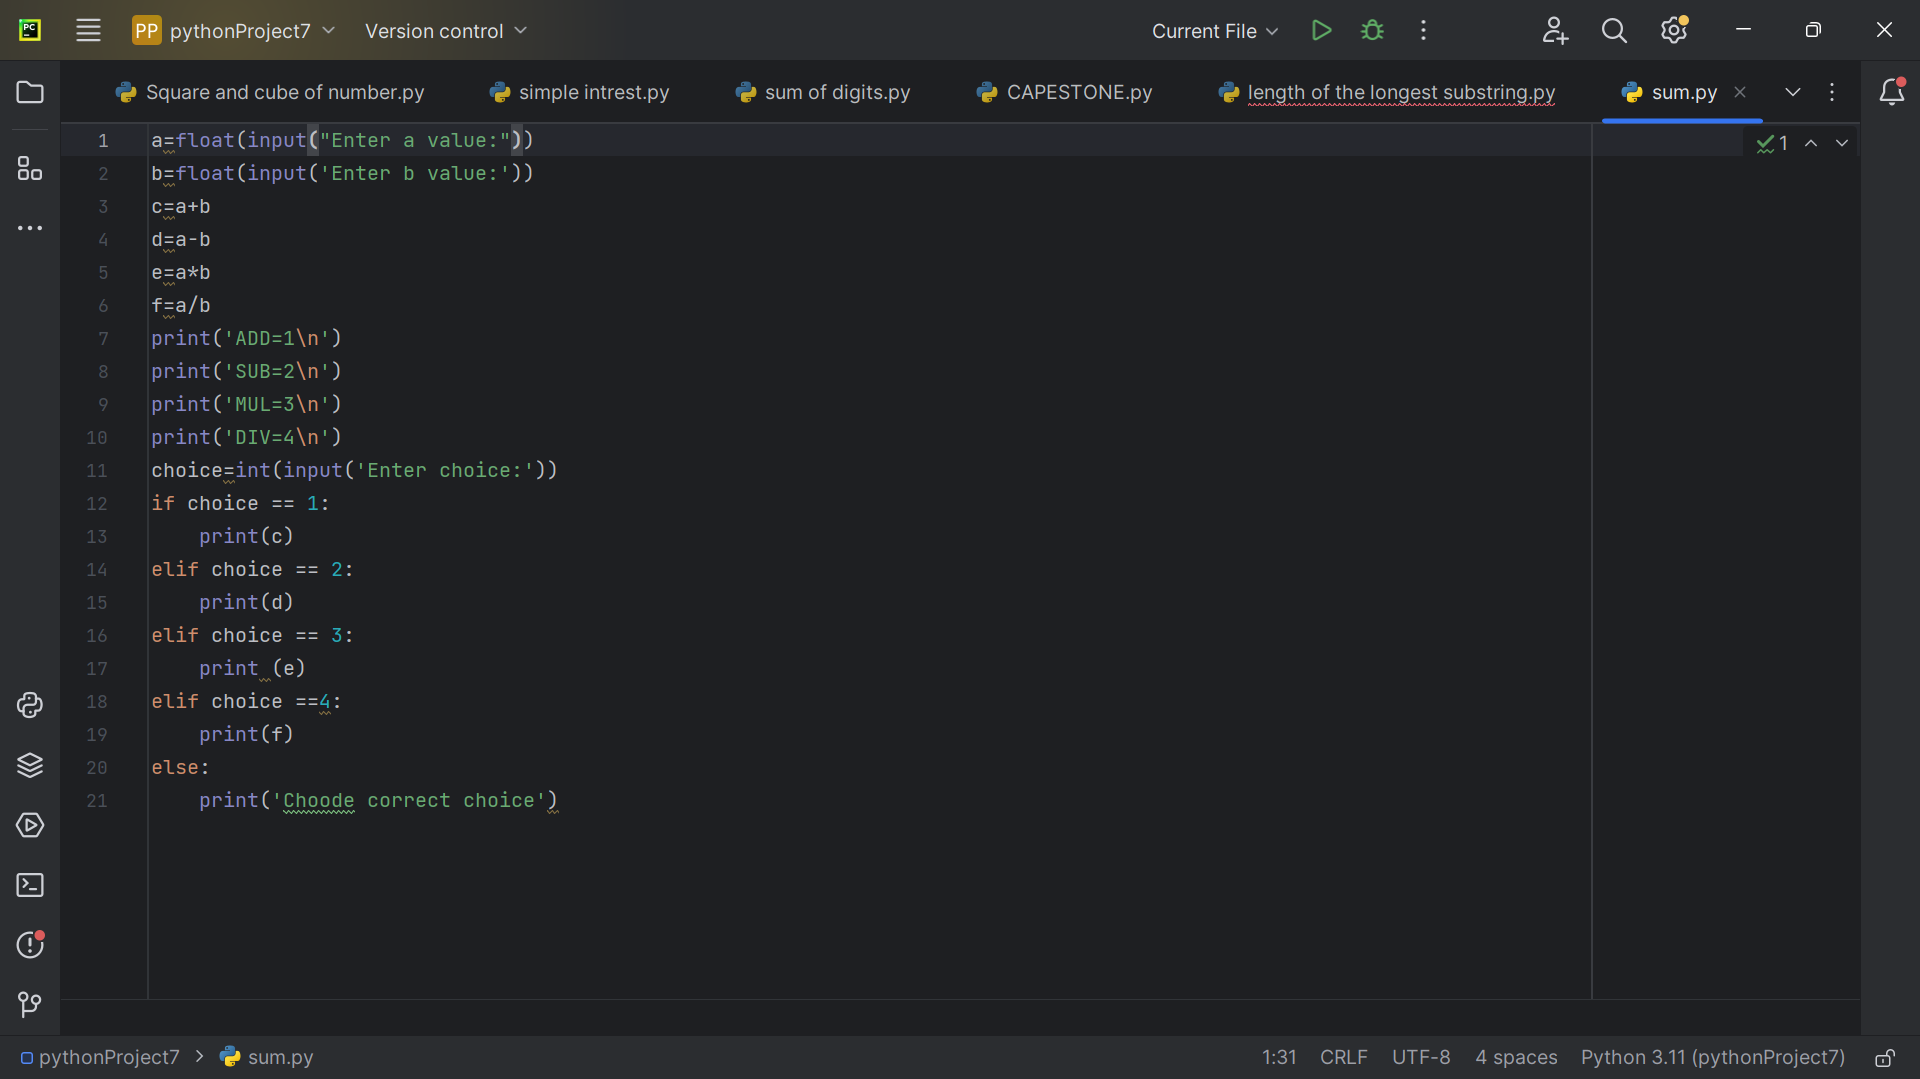 PC
PP pythonProject7 Version control Current File
Square and cube of number.py simple intrest.py sum of digits.py CAPESTONE.py length of the longest substring.py sum.py
1 a=float(input("Enter a value:")) 1
2 b=float(input('Enter b value:'))
3 c=a+b
4 d=a-b
5 e=a*b
6 f=a/b
7 print('ADD=1\n')
8 print('SUB=2\n')
9 print('MUL=3\n')
10 print('DIV=4\n')
11 choice=int(input('Enter choice:'))
12 if choice == 1:
13     print(c)
14 elif choice == 2:
15     print(d)
16 elif choice == 3:
17     print (e)
18 elif choice ==4:
19     print(f)
20 else:
21     print('Choode correct choice')
pythonProject7 > sum.py 1:31 CRLF UTF-8 4 spaces Python 3.11 (pythonProject7)